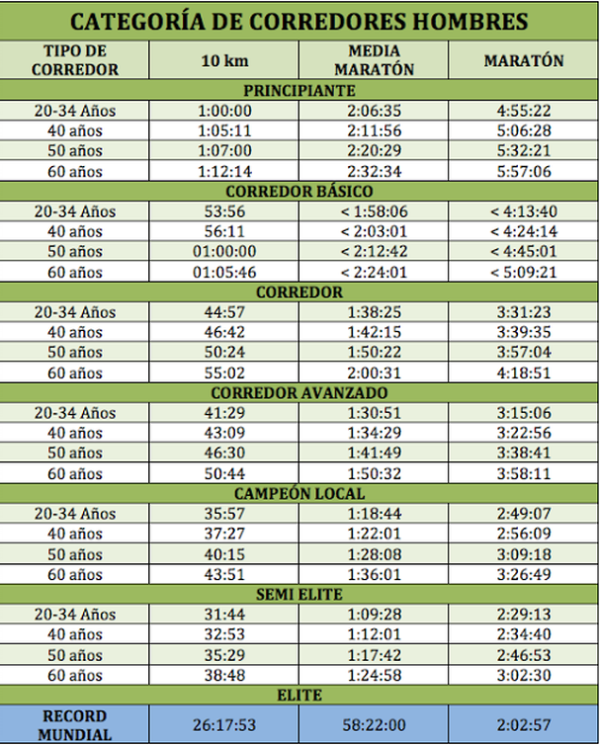 CATEGORÍA DE CORREDORES HOMBRES
TIPO DE CORREDOR 10 km MEDIA MARATÓN MARATÓN
PRINCIPIANTE
20-34 Años 1:00:00 2:06:35 4:55:22
40 años 1:05:11 2:11:56 5:06:28
50 años 1:07:00 2:20:29 5:32:21
60 años 1:12:14 2:32:34 5:57:06
CORREDOR BÁSICO
20-34 Años 53:56 < 1:58:06 < 4:13:40
40 años 56:11 < 2:03:01 < 4:24:14
50 años 01:00:00 < 2:12:42 < 4:45:01
60 años 01:05:46 < 2:24:01 < 5:09:21
CORREDOR
20-34 Años 44:57 1:38:25 3:31:23
40 años 46:42 1:42:15 3:39:35
50 años 50:24 1:50:22 3:57:04
60 años 55:02 2:00:31 4:18:51
CORREDOR AVANZADO
20-34 Años 41:29 1:30:51 3:15:06
40 años 43:09 1:34:29 3:22:56
50 años 46:30 1:41:49 3:38:41
60 años 50:44 1:50:32 3:58:11
CAMPEÓN LOCAL
20-34 Años 35:57 1:18:44 2:49:07
40 años 37:27 1:22:01 2:56:09
50 años 40:15 1:28:08 3:09:18
60 años 43:51 1:36:01 3:26:49
SEMI ELITE
20-34 Años 31:44 1:09:28 2:29:13
40 años 32:53 1:12:01 2:34:40
50 años 35:29 1:17:42 2:46:53
60 años 38:48 1:24:58 3:02:30
ELITE
RECORD MUNDIAL 26:17:53 58:22:00 2:02:57